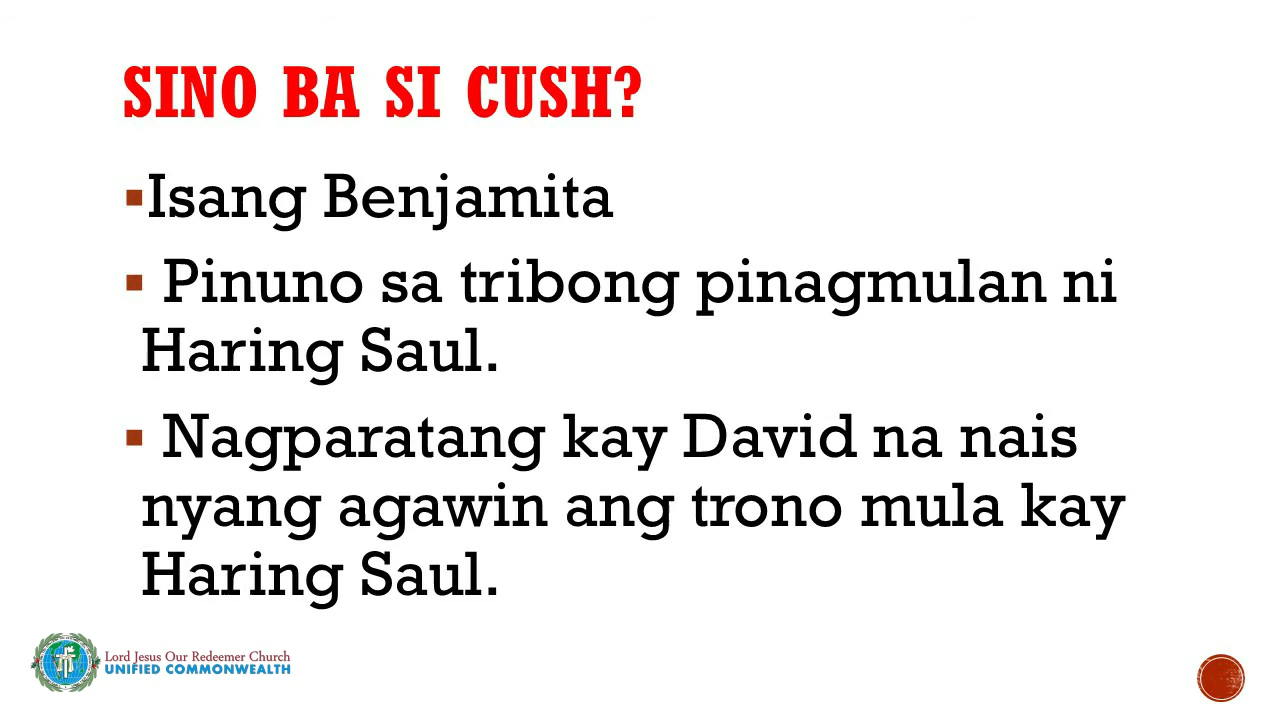 SINO BA SI CUSH?
▪Isang Benjamita
▪ Pinuno sa tribong pinagmulan ni
Haring Saul.
▪ Nagparatang kay David na nais
nyang agawin ang trono mula kay
Haring Saul.
Lord Jesus Our Redeemer Church
UNIFIED COMMONWEALTH